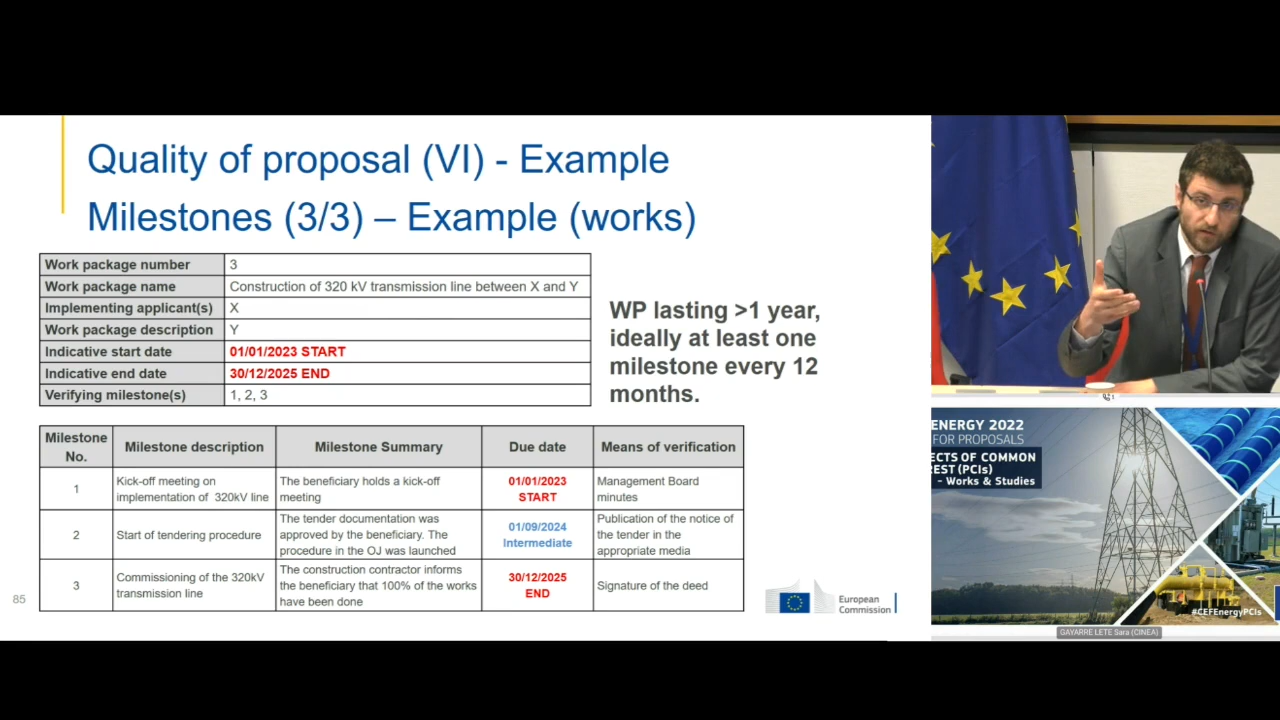 Quality of proposal (VI) - Example
Milestones (3/3) – Example (works)
Work package number 3
Work package name Construction of 320 kV transmission line between X and Y
Implementing applicant(s) X
Work package description Y
Indicative start date 01/01/2023 START
Indicative end date 30/12/2025 END
Verifying milestone(s) 1, 2, 3
WP lasting >1 year,
ideally at least one
milestone every 12
months.
Milestone
No.
Milestone description
Milestone Summary
Due date
Means of verification
1
Kick-off meeting on
implementation of 320kV line
The beneficiary holds a kick-off
meeting
01/01/2023
START
Management Board
minutes
2
Start of tendering procedure
The tender documentation was
approved by the beneficiary. The
procedure in the OJ was launched
01/09/2024
Intermediate
Publication of the notice of
the tender in the
appropriate media
3
Commissioning of the 320kV
transmission line
The construction contractor informs
the beneficiary that 100% of the works
have been done
30/12/2025
END
Signature of the deed
85
European
Commission
ENERGY 2022
FOR PROPOSALS
ECTS OF COMMON
REST (PCIs)
- Works & Studies
#CEFEnergyPCIs
GAYARRE LETE Sara (CINEA)